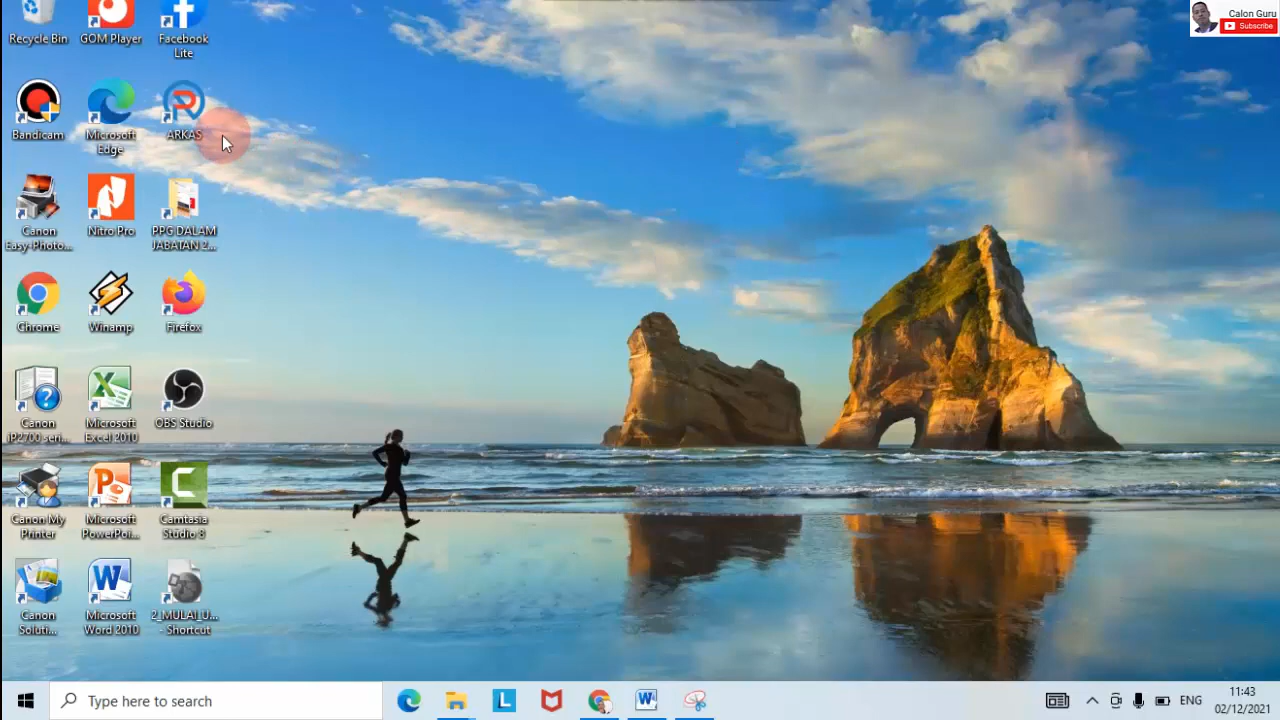 Recycle Bin
GOM Player
Facebook
Lite
Calon Guru
Subscribe
Bandicam
Microsoft
Edge
ARKAS
Canon
Easy-Photo...
Nitro Pro
PPG DALAM
JABATAN 2...
Chrome
Winamp
Firefox
Canon
iP2700 seri...
Microsoft
Excel 2010
OBS Studio
Canon My
Printer
Microsoft
PowerPoi...
Camtasia
Studio 8
Canon
Soluti...
Microsoft
Word 2010
2_MULAI_U...
- Shortcut
Type here to search
ENG
11:43
02/12/2021